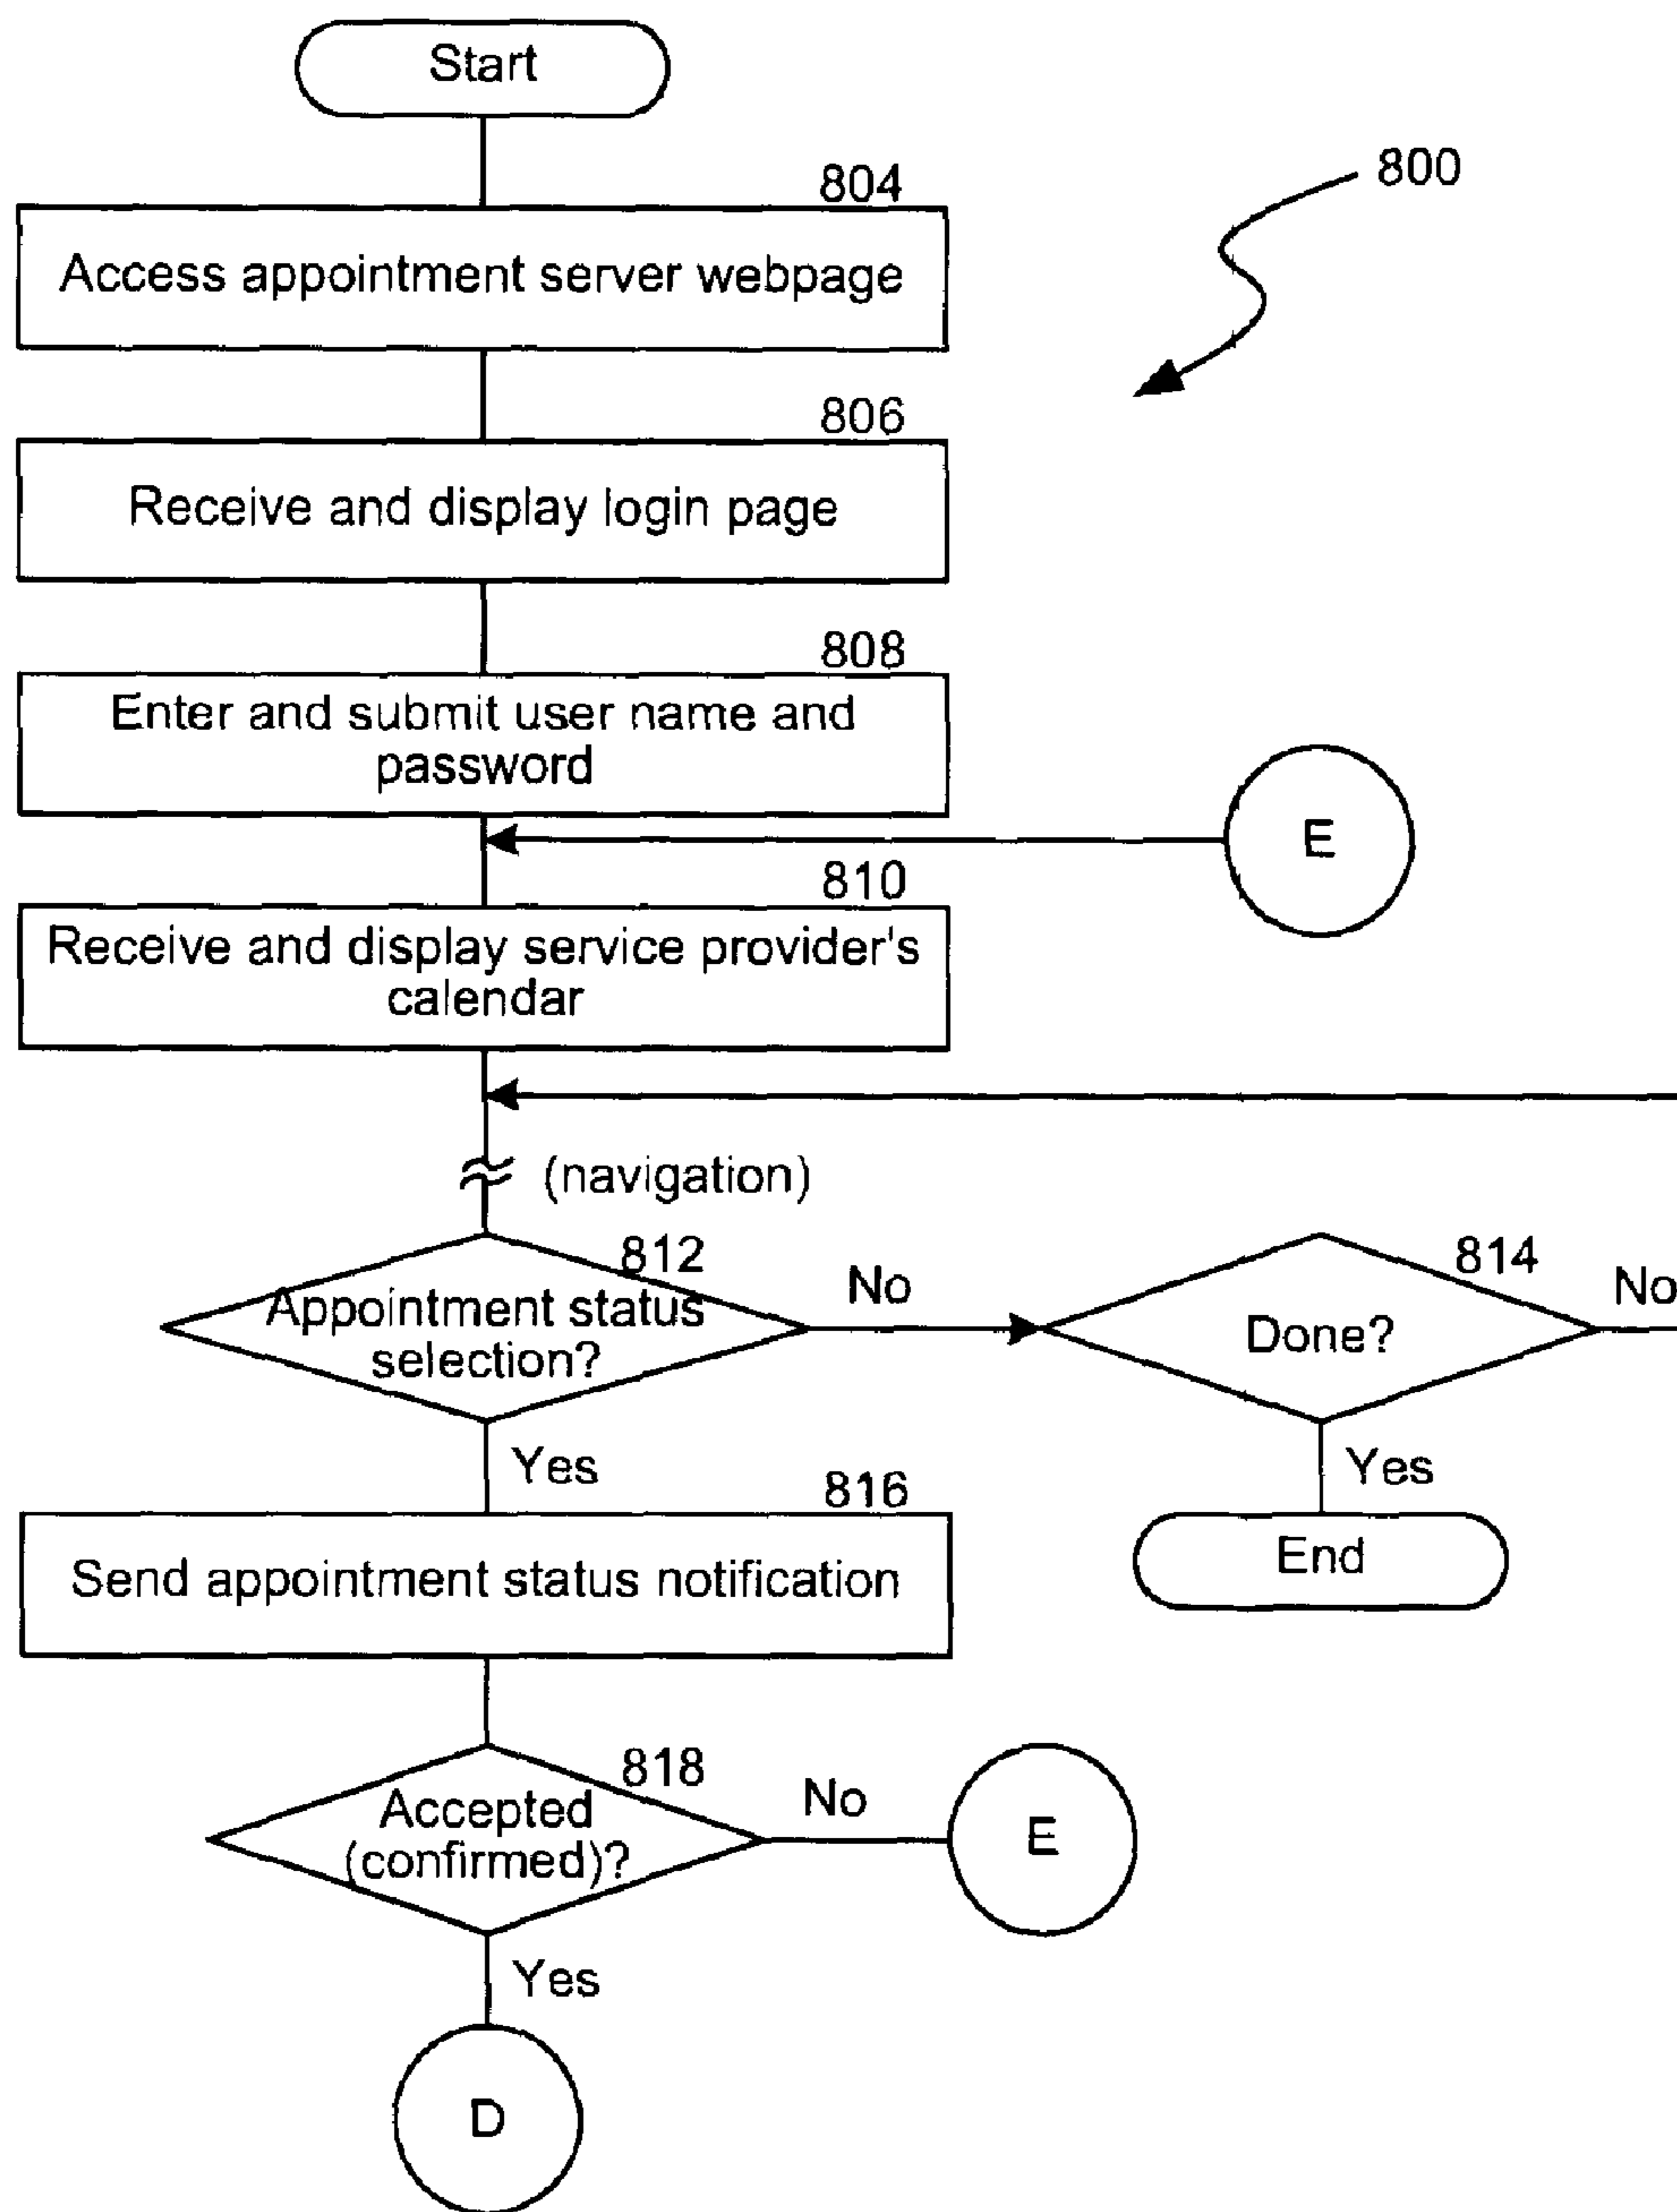 Start
800
804
Access appointment server webpage
806
Receive and display login page
808
Enter and submit user name and
password
E
810
Receive and display service provider's
calendar
(navigation)
812
Appointment status
selection?
No
814
Done?
No
Yes
Yes
End
816
Send appointment status notification
818
Accepted
(confirmed)?
No
E
Yes
D